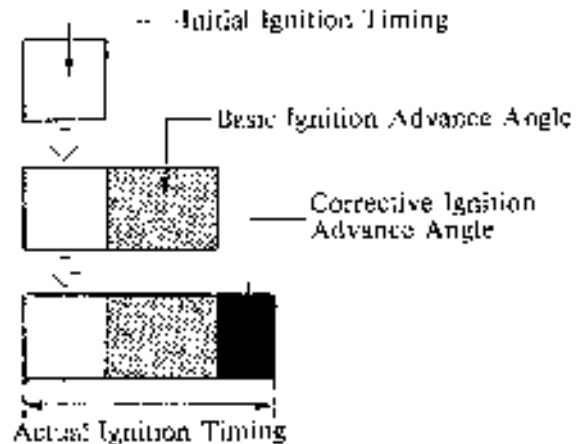 Initial Ignition Timing
Basic Ignition Advance Angle
Corrective Ignition
Advance Angle
Actual Ignition Timing